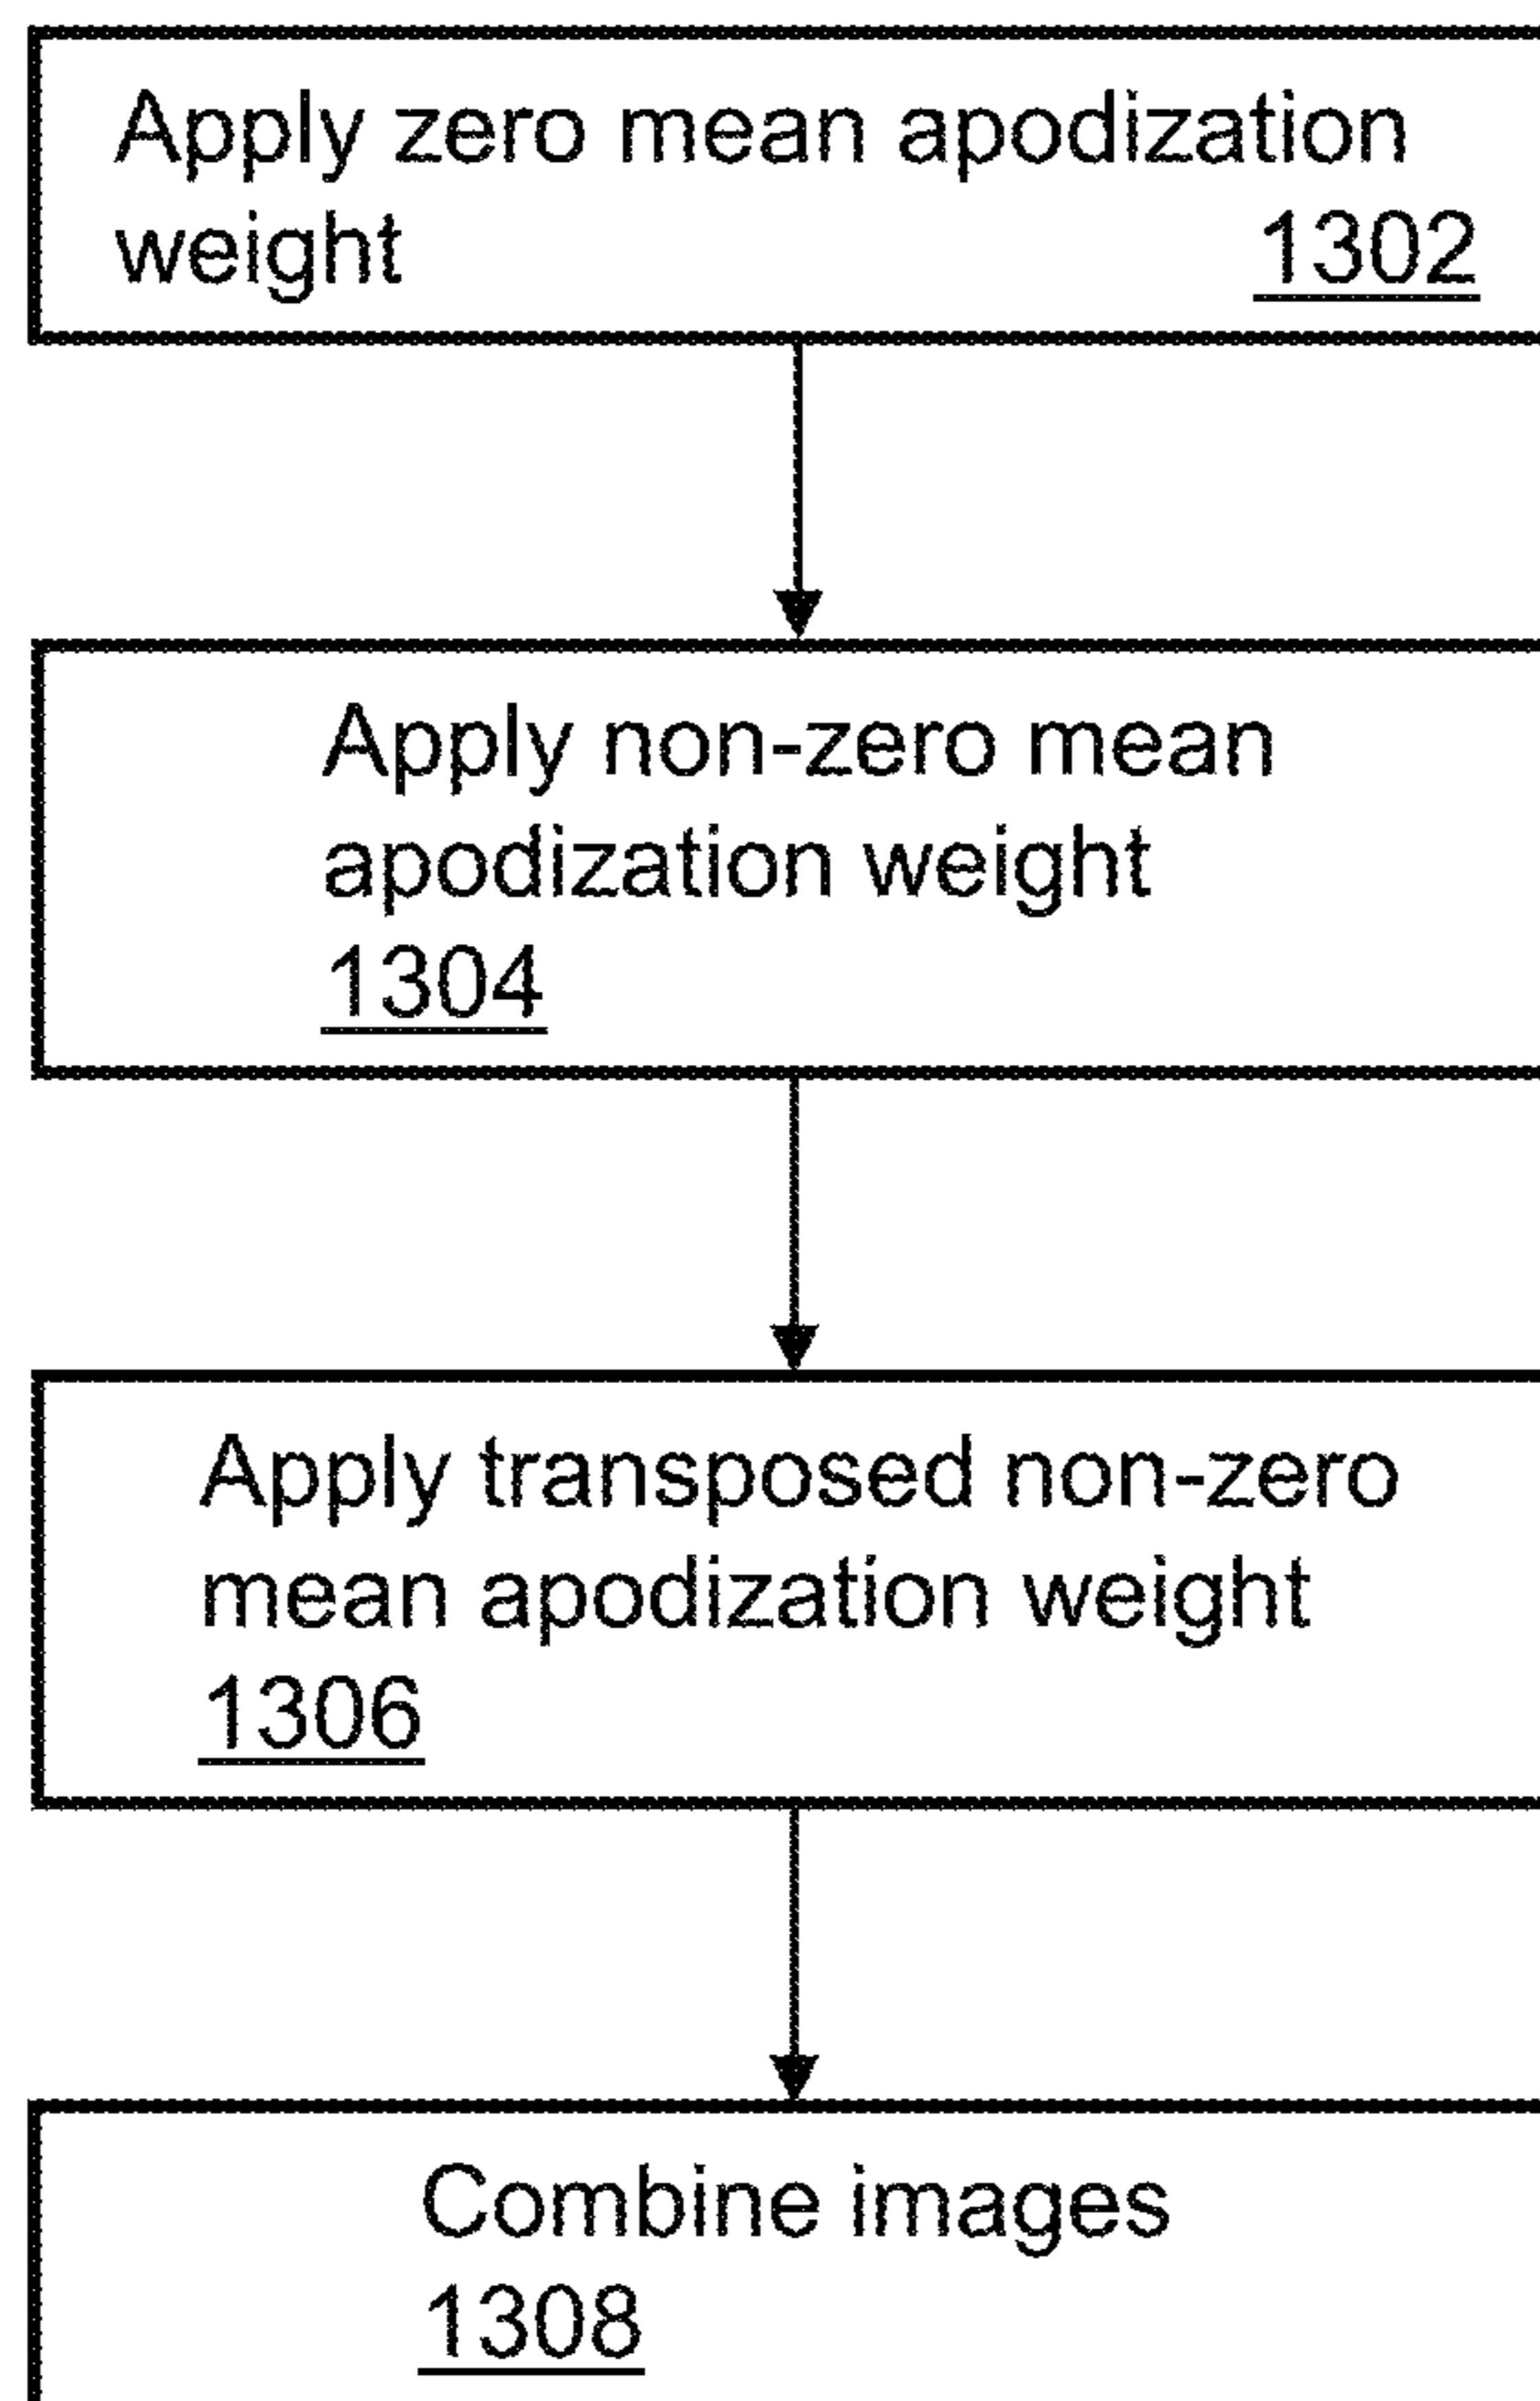 Apply zero mean apodization
weight 1302
Apply non-zero mean
apodization weight
1304
Apply transposed non-zero
mean apodization weight
1306
Combine images
1308